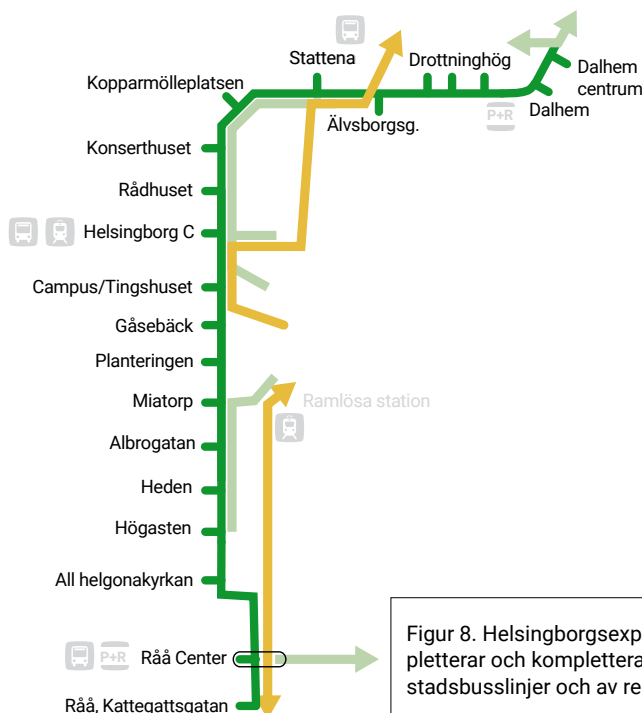 Stattena
Drottninghög
Dalhem
centrum
Kopparmölleplatsen
Dalhem
P+R
Älvsborgsg.
Konserthuset
Rådhuset
Helsingborg C
Campus/Tingshuset
Gåsebäck
Planteringen
Miatorp
Ramlösa station
Albrogatan
Heden
Högasten
All helgonakyrkan
P+R
Råå Center
Råå, Kattegattsgatan
Figur 8. Helsingborgsexp
pletterar och komplettera
stadsbusslinjer och av re